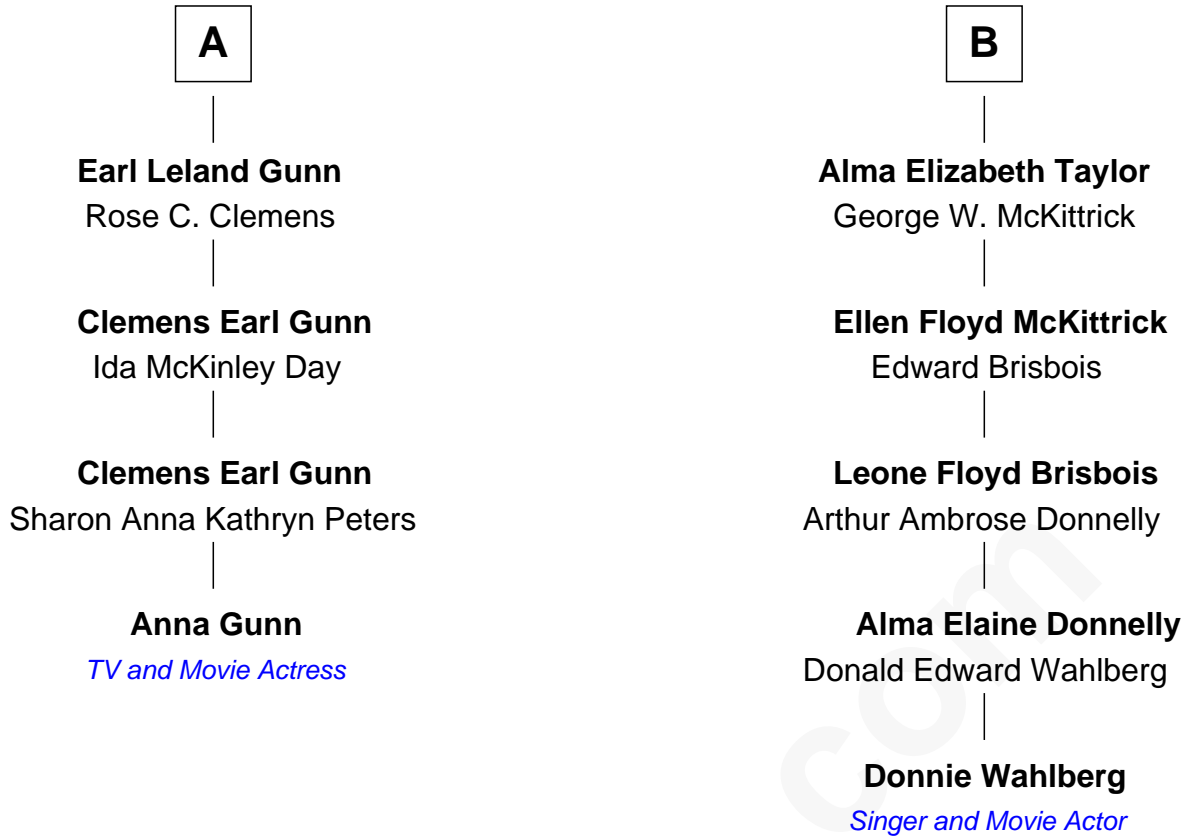 A
Earl Leland Gunn
Rose C. Clemens
Clemens Earl Gunn
Ida McKinley Day
Clemens Earl Gunn
Sharon Anna Kathryn Peters
Anna Gunn
TV and Movie Actress
B
Alma Elizabeth Taylor
George W. McKittrick
Ellen Floyd McKittrick
Edward Brisbois
Leone Floyd Brisbois
Arthur Ambrose Donnelly
Alma Elaine Donnelly
Donald Edward Wahlberg
Donnie Wahlberg
Singer and Movie Actor
com